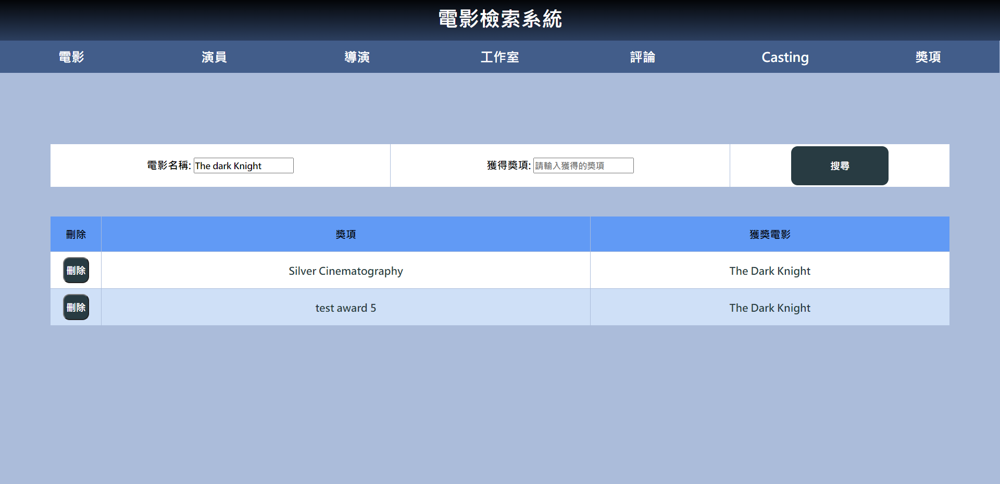 電影檢索系統
電影 演員 導演 工作室 評論 Casting 獎項
電影名稱: The dark Knight 獲得獎項: 請輸入獲得的獎項 搜尋
刪除 獎項 獲獎電影
刪除 Silver Cinematography The Dark Knight
刪除 test award 5 The Dark Knight